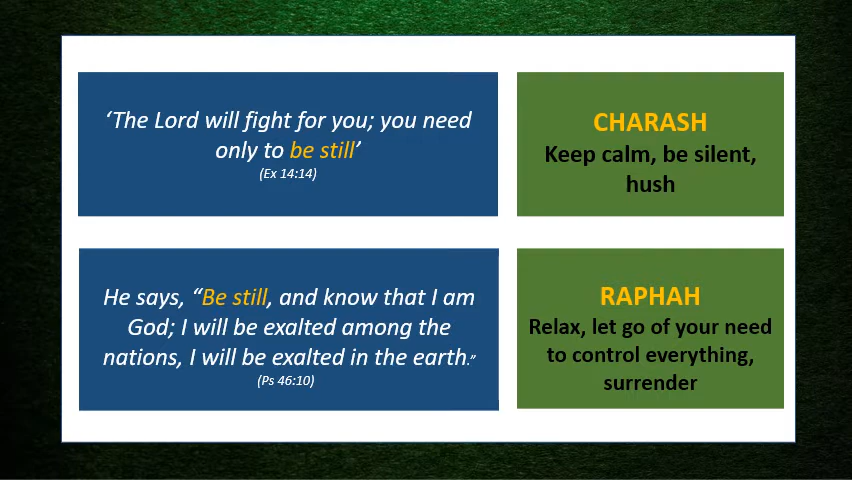 ‘The Lord will fight for you; you need
only to be still’
(Ex 14:14)
CHARASH
Keep calm, be silent,
hush
He says, “Be still, and know that I am
God; I will be exalted among the
nations, I will be exalted in the earth.”
(Ps 46:10)
RAPHAH
Relax, let go of your need
to control everything,
surrender